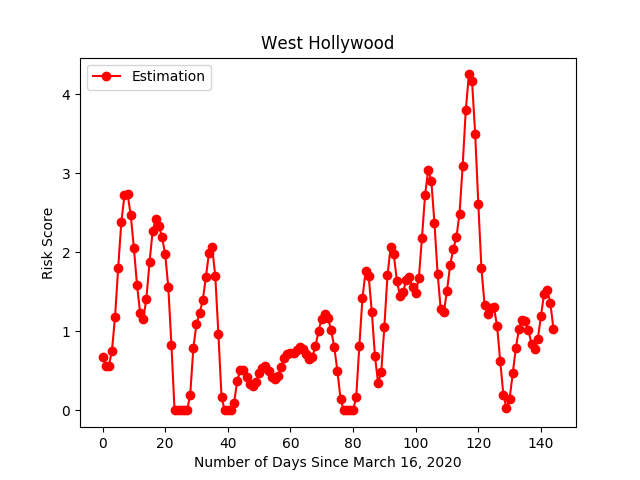 West Hollywood
Estimation
Risk Score
4
3
2
1
0
0 20 40 60 80 100 120 140
Number of Days Since March 16, 2020